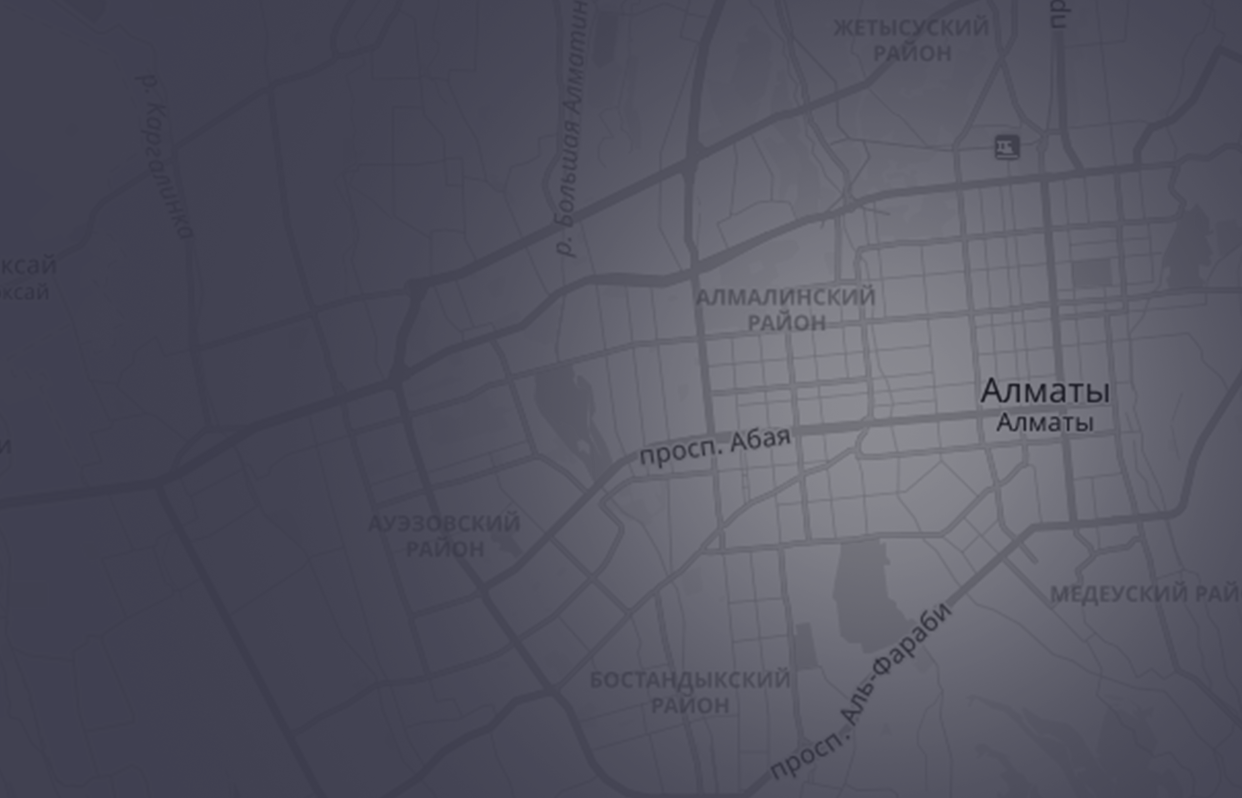 ЖЕТЫСУСКИЙ
РАЙОН
пр
р. Каргалинка
р. Большая Алматин
ксай
ксай
АЛМАЛИНСКИЙ
РАЙОН
Алматы
Алматы
просп. Абая
и
АУЭЗОВСКИЙ
РАЙОН
МЕДЕУСКИЙ РАЙ
БОСТАНДЫКСКИЙ
РАЙОН
просп. Аль-Фараби